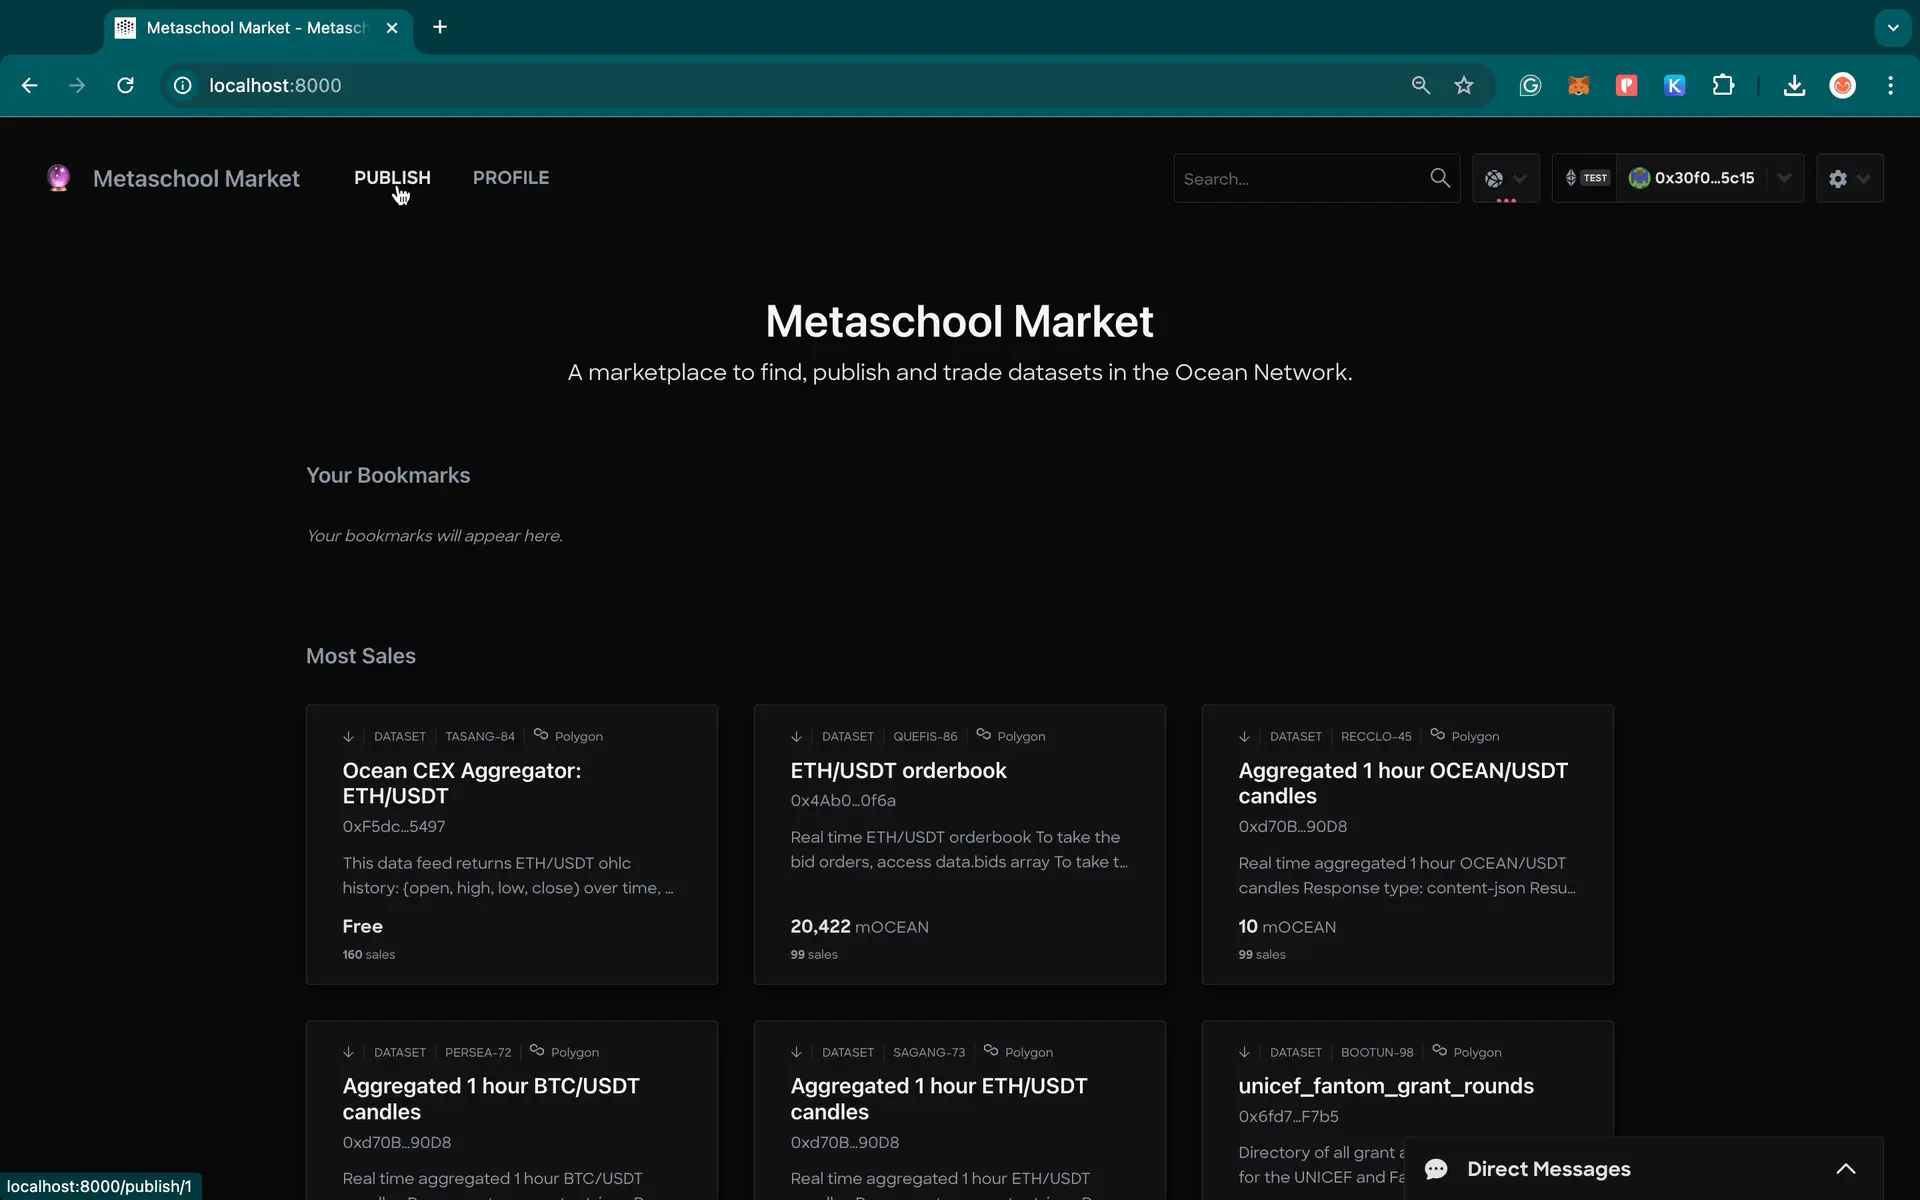 Metaschool Market - Metasch
localhost:8000
Metaschool Market
PUBLISH
PROFILE
Search...
TEST
0x30f0...5c15
Metaschool Market
A marketplace to find, publish and trade datasets in the Ocean Network.
Your Bookmarks
Your bookmarks will appear here.
Most Sales
DATASET TASANG-84 Polygon
Ocean CEX Aggregator:
ETH/USDT
0xF5dc...5497
This data feed returns ETH/USDT ohlc
history: {open, high, low, close) over time, ...
Free
160 sales
DATASET QUEFIS-86 Polygon
ETH/USDT orderbook
0x4Ab0...0f6a
Real time ETH/USDT orderbook To take the
bid orders, access data.bids array To take t...
20,422 mOCEAN
99 sales
DATASET RECCLO-45 Polygon
Aggregated 1 hour OCEAN/USDT
candles
0xd70B...90D8
Real time aggregated 1 hour OCEAN/USDT
candles Response type: content-json Resu...
10 mOCEAN
99 sales
DATASET PERSEA-72 Polygon
Aggregated 1 hour BTC/USDT
candles
0xd70B...90D8
Real time aggregated 1 hour BTC/USDT
DATASET SAGANG-73 Polygon
Aggregated 1 hour ETH/USDT
candles
0xd70B...90D8
Real time aggregated 1 hour ETH/USDT
DATASET BOOTUN-98 Polygon
unicef_fantom_grant_rounds
0x6fd7...F7b5
Directory of all grant
for the UNICEF and
Direct Messages
localhost:8000/publish/1